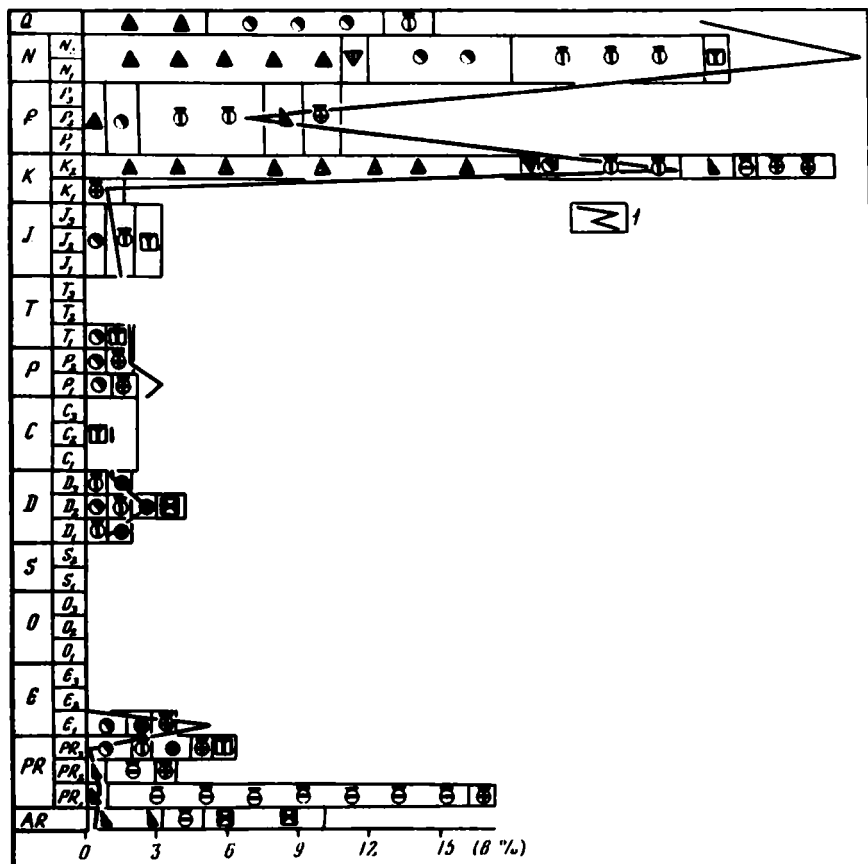 Q
N
N₁
P
P₃
P₂
P₁
K
K₂
K₁
1
J
J₃
J₂
J₁
T
T₃
T₂
T₁
P
P₂
P₁
C
C₃
C₂
C₁
D
D₃
D₂
D₁
S
S₂
S₁
O
O₃
O₂
O₁
Є
Є₃
Є₂
Є₁
PR
PR₃
PR₂
PR₁
AR
0 3 6 9 12 15 (в %)